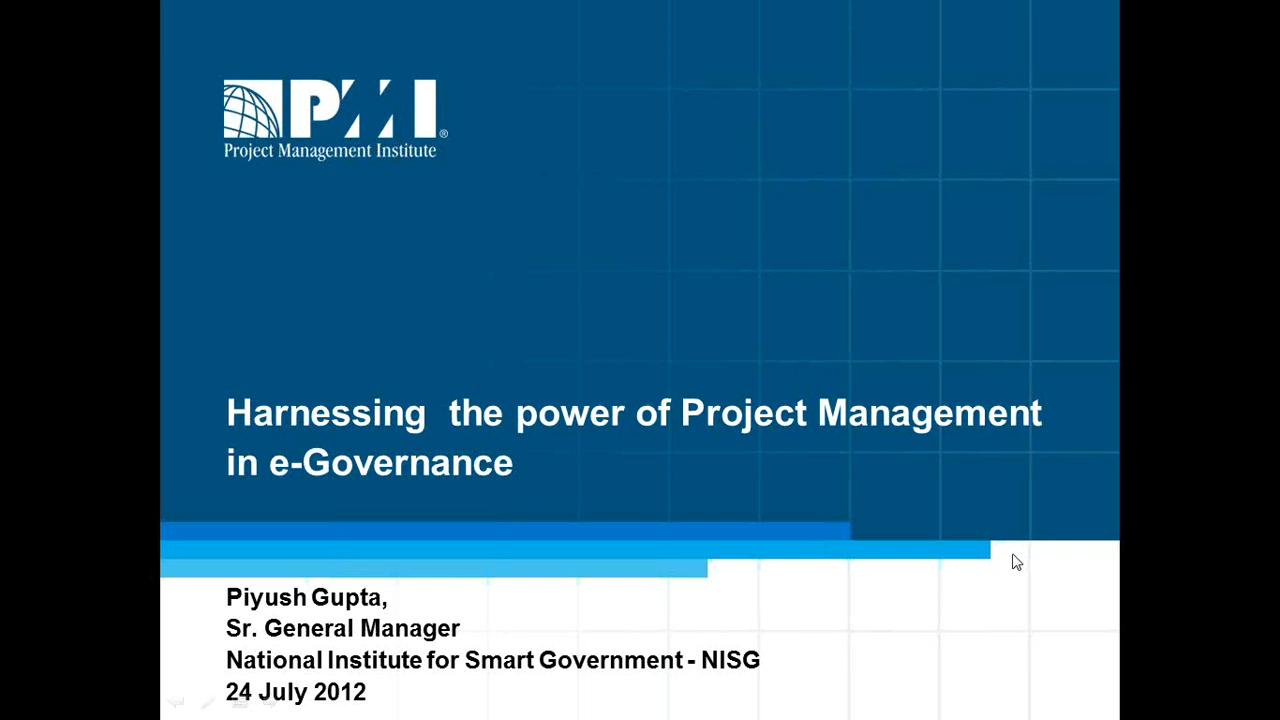 PMI®
Project Management Institute
Harnessing the power of Project Management
in e-Governance
Piyush Gupta,
Sr. General Manager
National Institute for Smart Government - NISG
24 July 2012